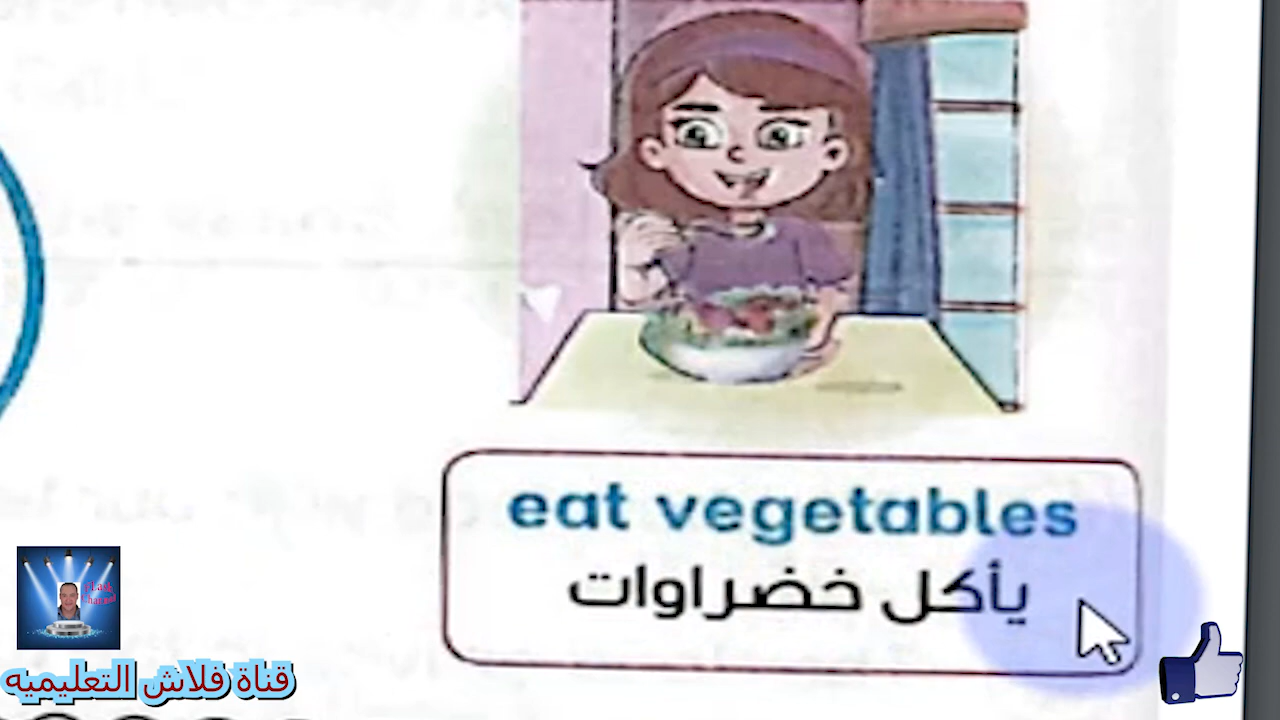 eat vegetables
يأكل خضراوات
قناة فلاش التعليميه